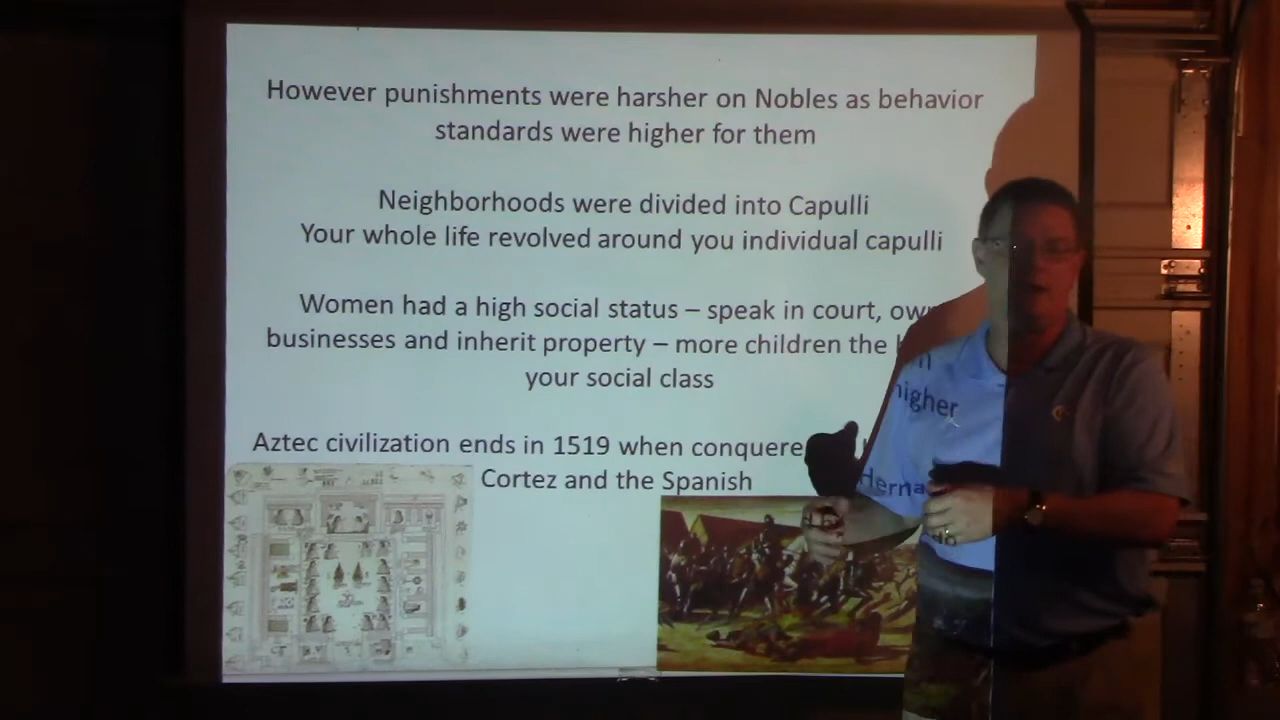 However punishments were harsher on Nobles as behavior
standards were higher for them
Neighborhoods were divided into Capulli
Your whole life revolved around you individual capulli
Women had a high social status – speak in court, own
businesses and inherit property – more children the higher
your social class
Aztec civilization ends in 1519 when conquered Hernando
Cortez and the Spanish